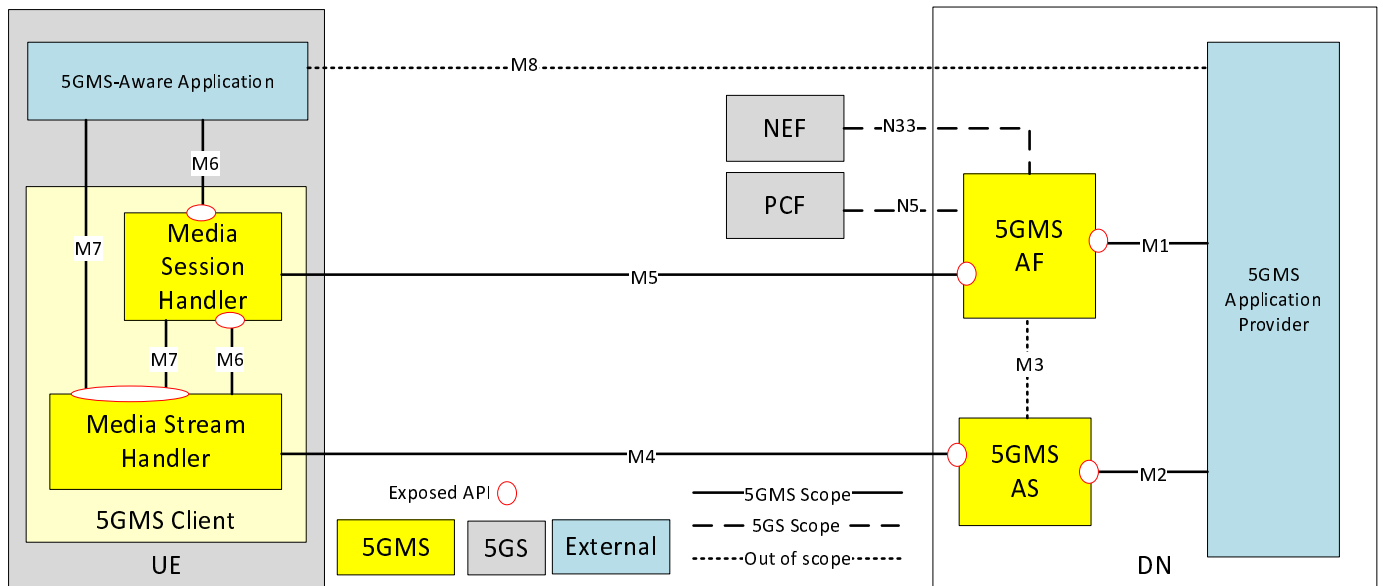 5GMS-Aware Application
M8
NEF
N33
M6
PCF
N5
M7
Media
Session
Handler
5GMS
AF
M1
M5
5GMS
Application
Provider
M7
M6
M3
Media Stream
Handler
M4
5GMS
AS
M2
Exposed API
5GMS Scope
5GS Scope
Out of scope
5GMS Client
5GMS
5GS
External
UE
DN